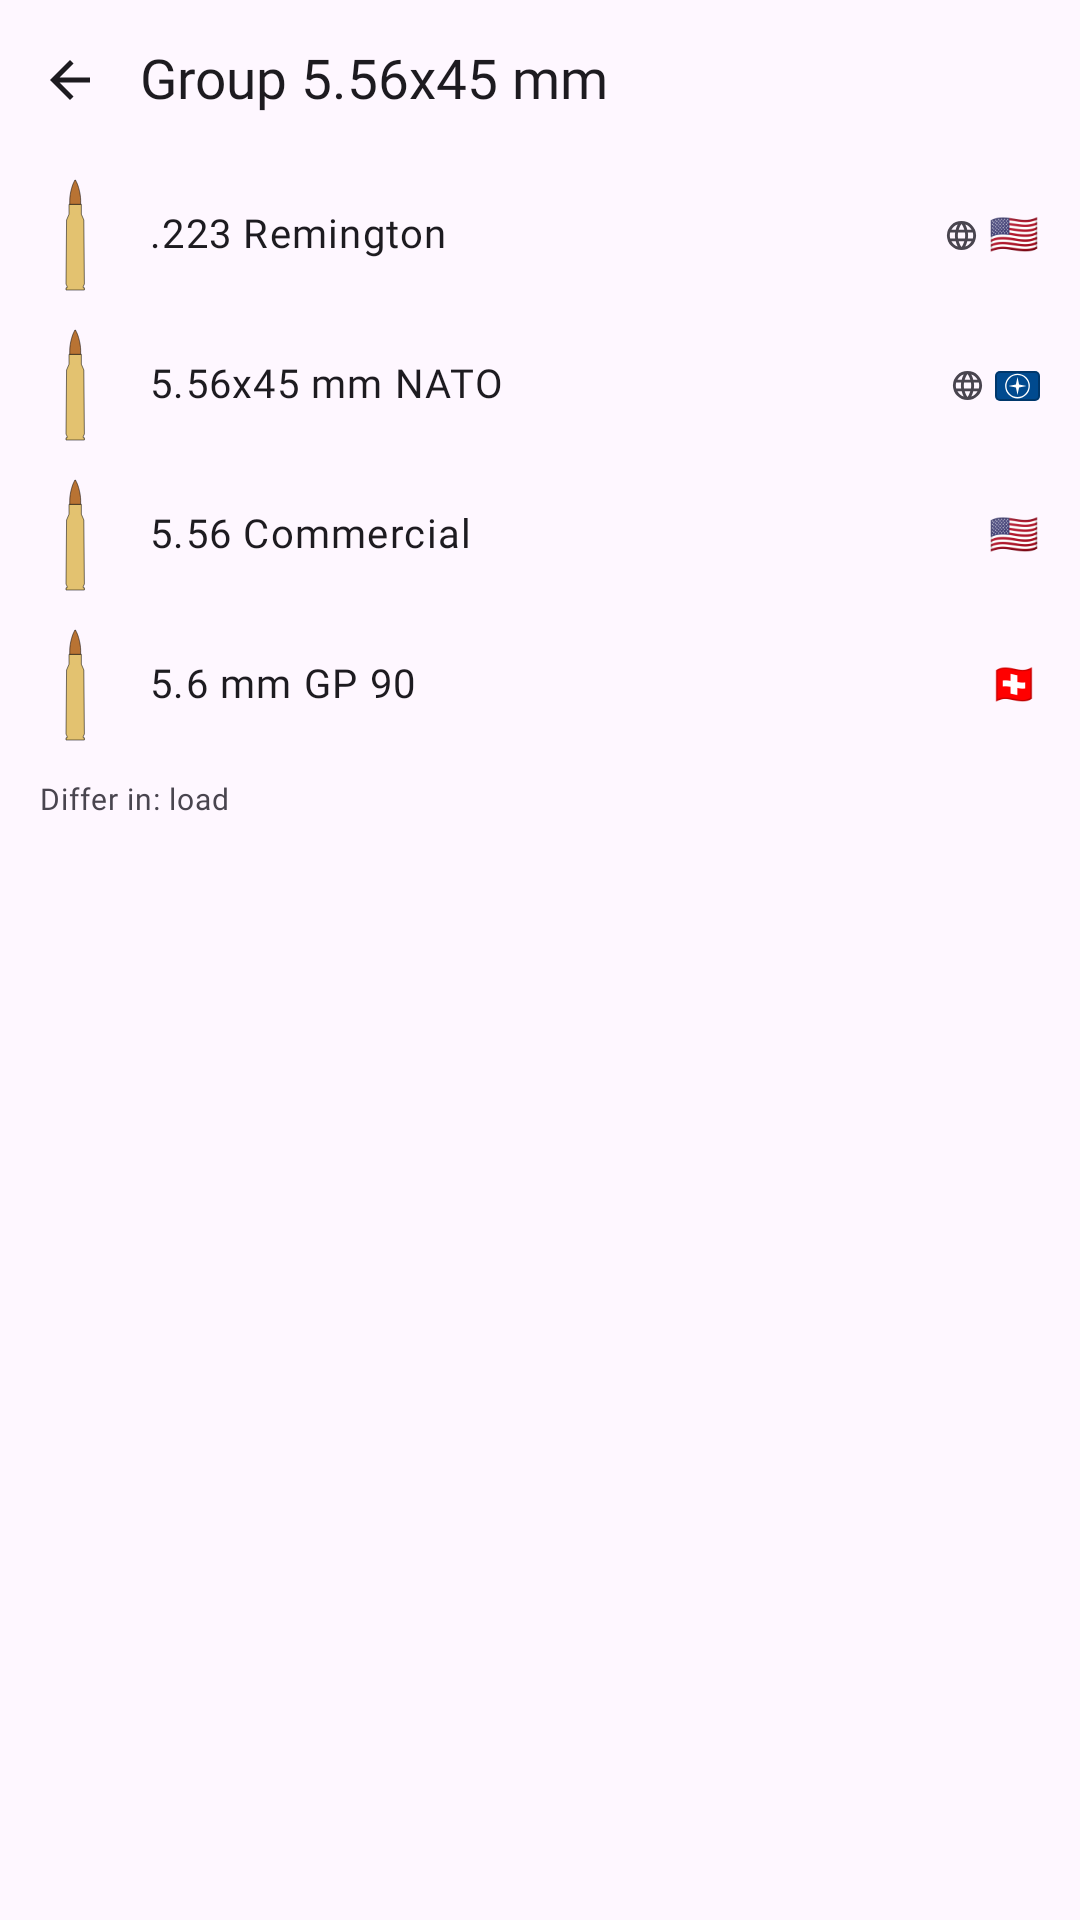 Group 5.56x45 mm
.223 Remington
5.56x45 mm NATO
5.56 Commercial
5.6 mm GP 90
Differ in: load